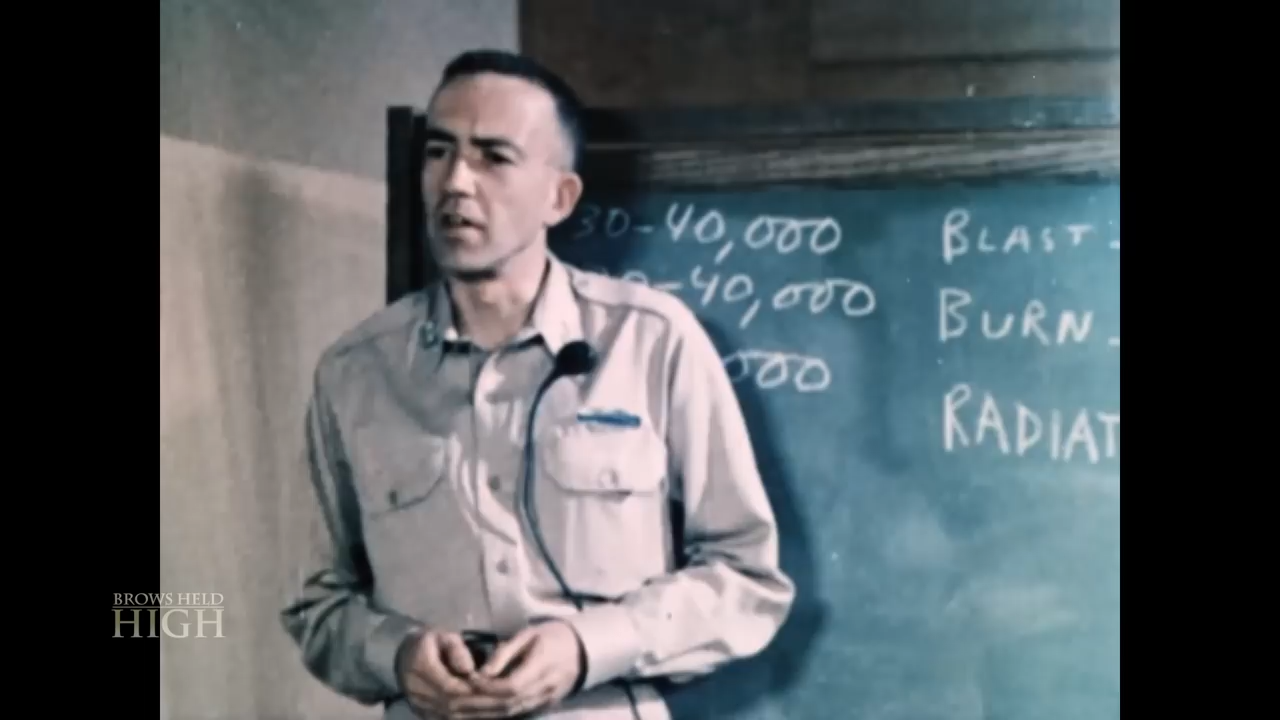 30-40,000 BLAST -
-40,000 BURN -
000 RADIAT
BROWS HELD
HIGH